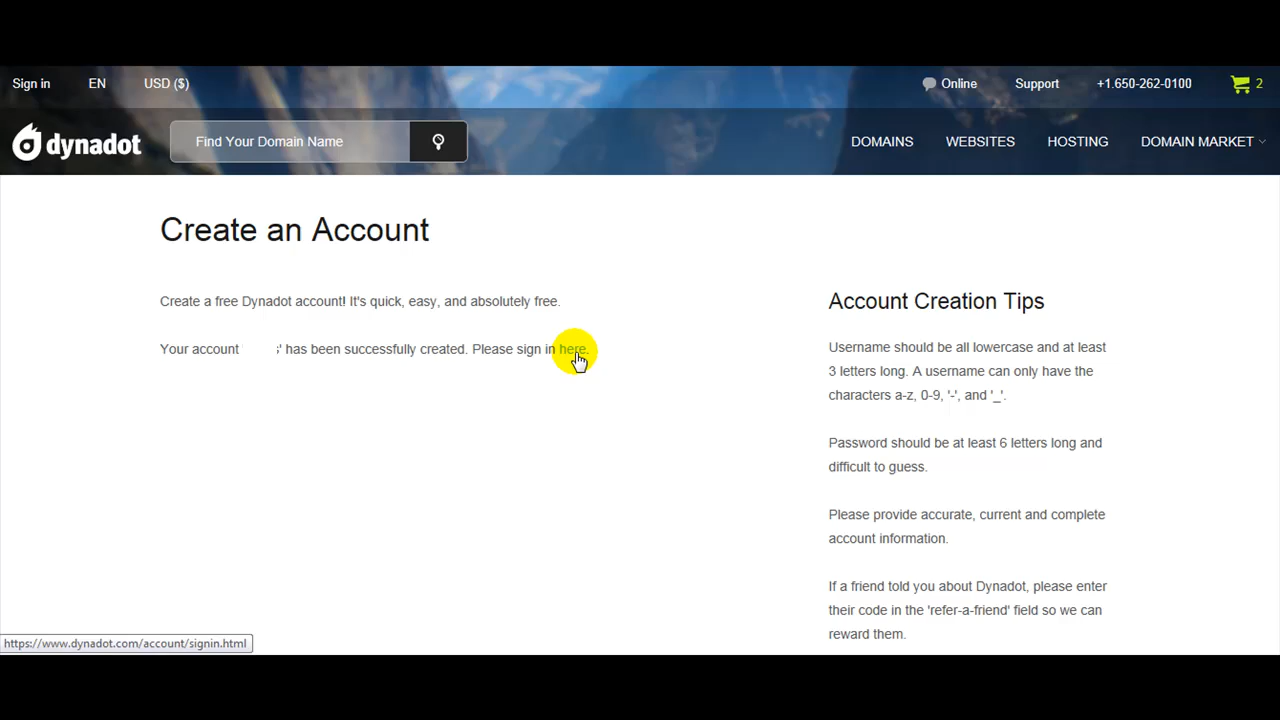 Sign in EN USD ($) Online Support +1.650-262-0100 2
dynadot Find Your Domain Name DOMAINS WEBSITES HOSTING DOMAIN MARKET
Create an Account
Create a free Dynadot account! It's quick, easy, and absolutely free.
Your account ' has been successfully created. Please sign in here.
Account Creation Tips
Username should be all lowercase and at least
3 letters long. A username can only have the
characters a-z, 0-9, '-', and '_'.
Password should be at least 6 letters long and
difficult to guess.
Please provide accurate, current and complete
account information.
If a friend told you about Dynadot, please enter
their code in the 'refer-a-friend' field so we can
reward them.
https://www.dynadot.com/account/signin.html